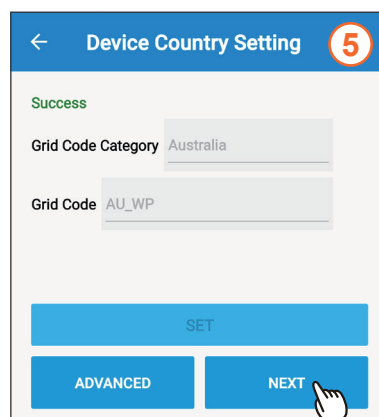 ← Device Country Setting 5
Success
Grid Code Category Australia
Grid Code AU_WP
SET
ADVANCED NEXT